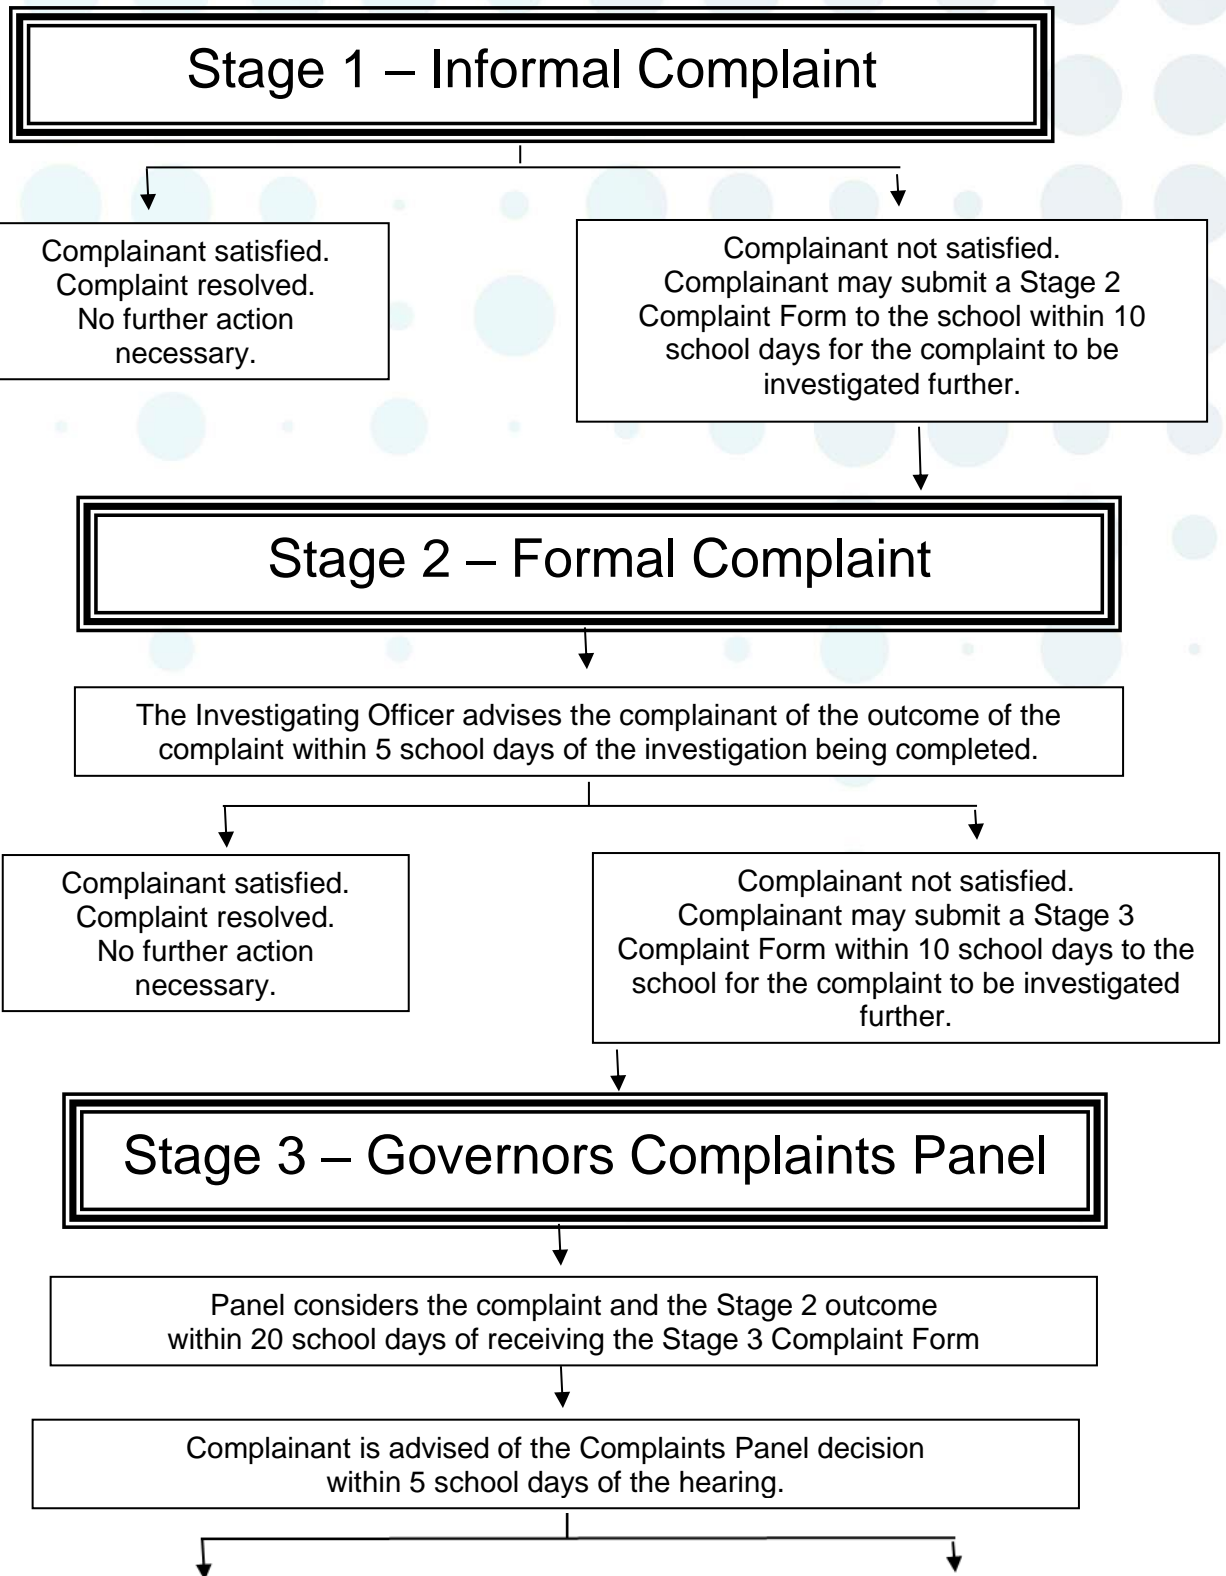 Stage 1 – Informal Complaint
Complainant satisfied.
Complaint resolved.
No further action
necessary.
Complainant not satisfied.
Complainant may submit a Stage 2
Complaint Form to the school within 10
school days for the complaint to be
investigated further.
Stage 2 – Formal Complaint
The Investigating Officer advises the complainant of the outcome of the
complaint within 5 school days of the investigation being completed.
Complainant satisfied.
Complaint resolved.
No further action
necessary.
Complainant not satisfied.
Complainant may submit a Stage 3
Complaint Form within 10 school days to the
school for the complaint to be investigated
further.
Stage 3 – Governors Complaints Panel
Panel considers the complaint and the Stage 2 outcome
within 20 school days of receiving the Stage 3 Complaint Form
Complainant is advised of the Complaints Panel decision
within 5 school days of the hearing.